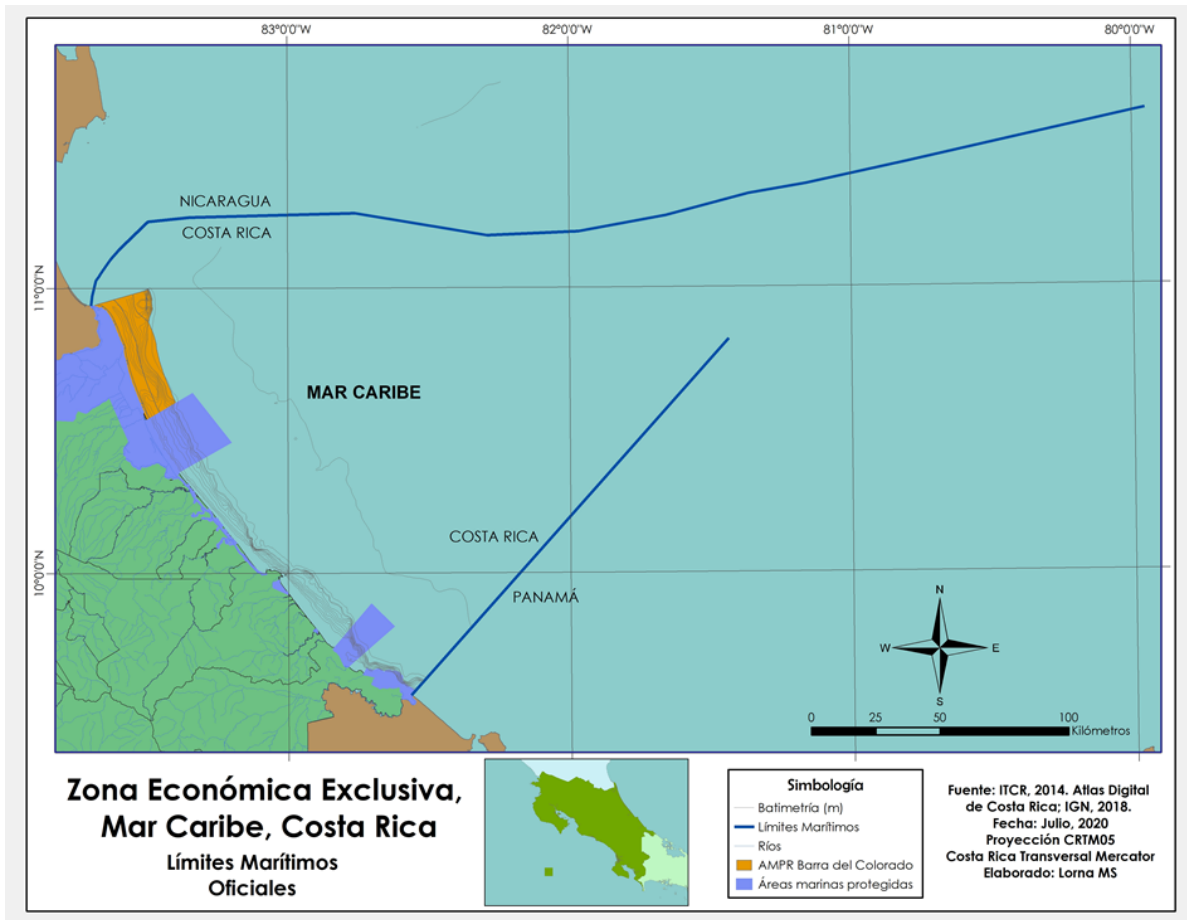 83°0'0"W
82°0'0"W
81°0'0"W
80°0'0"W
NICARAGUA
COSTA RICA
11°0'0"N
MAR CARIBE
COSTA RICA
10°0'0"N
PANAMÁ
N
W
E
S
0
25
50
100
Kilómetros
Zona Económica Exclusiva,
Mar Caribe, Costa Rica
Límites Marítimos
Oficiales
Simbología
Batimetría (m)
Límites Marítimos
Ríos
AMPR Barra del Colorado
Áreas marinas protegidas
Fuente: ITCR, 2014. Atlas Digital
de Costa Rica; IGN, 2018.
Fecha: Julio, 2020
Proyección CRTM05
Costa Rica Transversal Mercator
Elaborado: Lorna MS